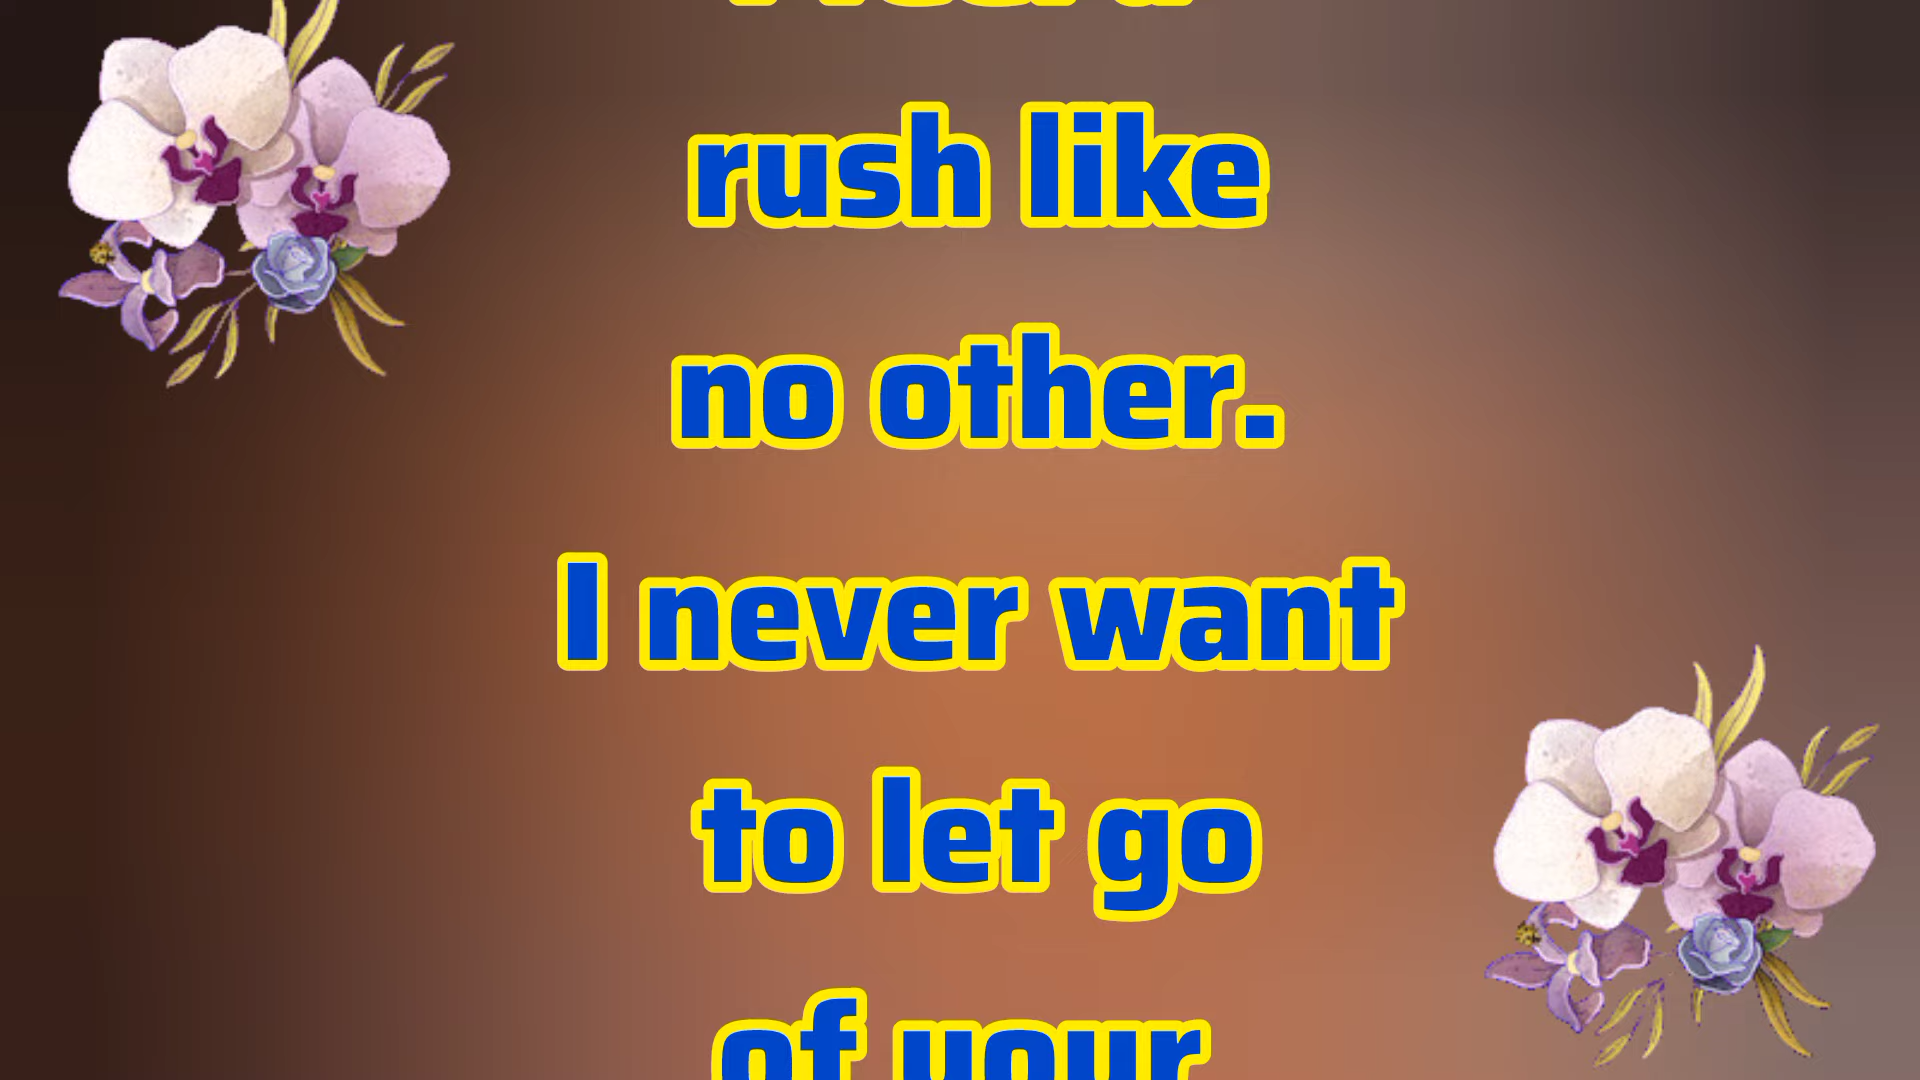 rush like
no other.
I never want
to let go
of your